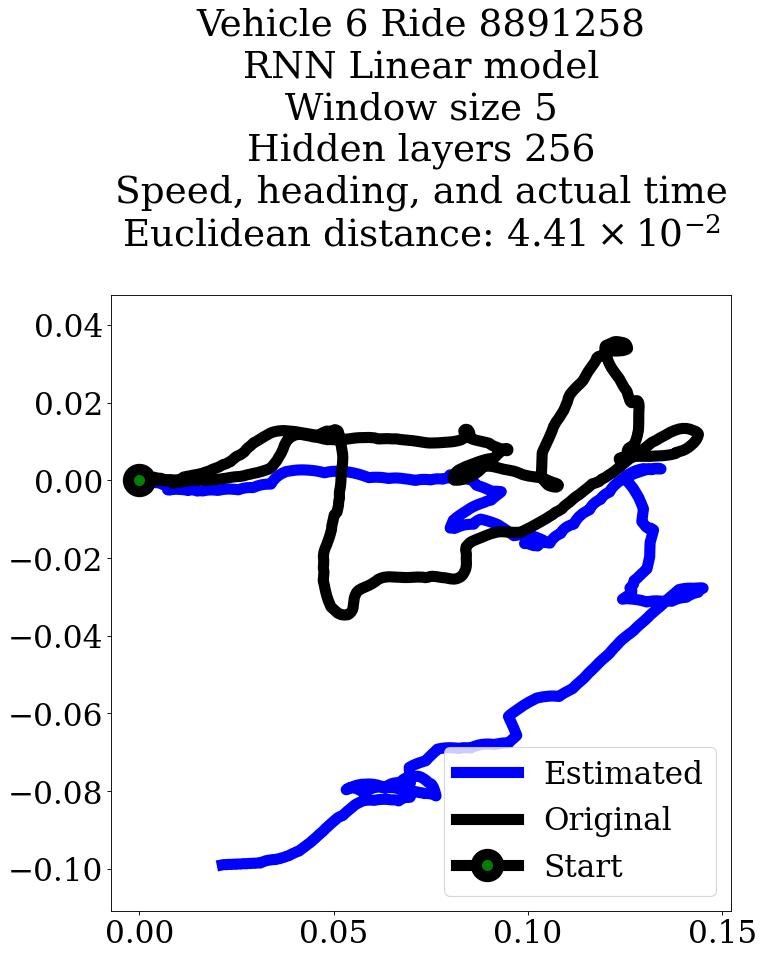 Vehicle 6 Ride 8891258
RNN Linear model
Window size 5
Hidden layers 256
Speed, heading, and actual time
Euclidean distance: 4.41 × 10⁻²
0.04
0.02
0.00
−0.02
−0.04
−0.06
−0.08
−0.10
Estimated
Original
Start
0.00 0.05 0.10 0.15